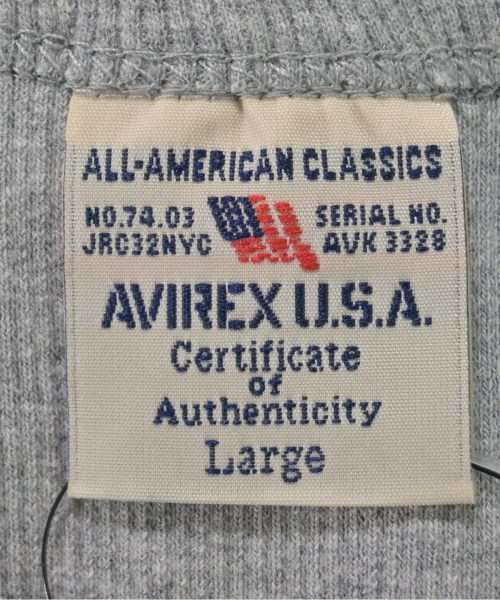 ALL-AMERICAN CLASSICS
NO.74.03
JRC32NYC
SERIAL NO.
AVK 3328
AVIREX U.S.A.
Certificate
of
Authenticity
Large